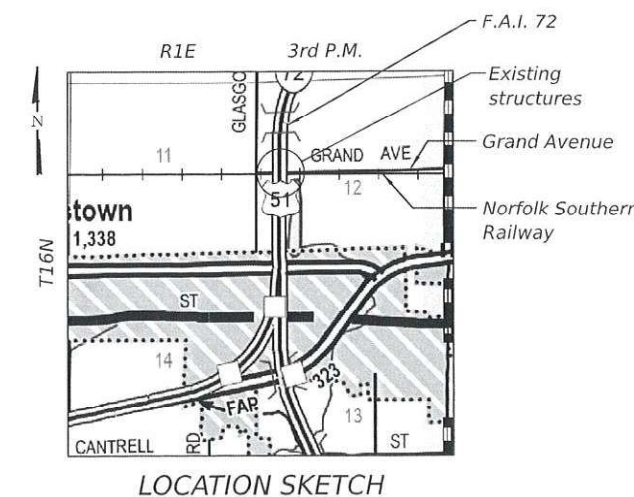 R1E 3rd P.M.
F.A.I. 72
Existing
structures
Grand Avenue
Norfolk Southern
Railway
N
T16N
72
GLASGO
11
GRAND AVE
12
51
stown
1,338
ST
14
323
FAP
13
CANTRELL
RD
ST
LOCATION SKETCH